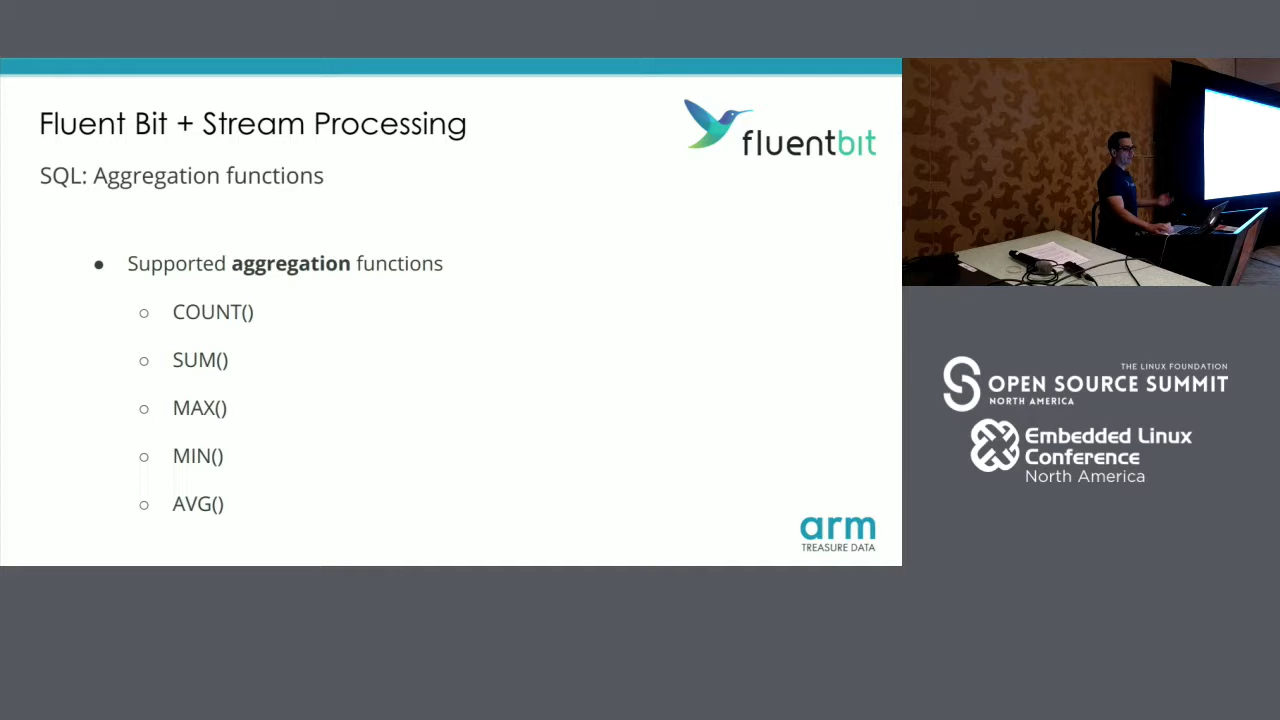 Fluent Bit + Stream Processing
SQL: Aggregation functions
fluentbit
● Supported aggregation functions
○ COUNT()
○ SUM()
○ MAX()
○ MIN()
○ AVG()
arm
TREASURE DATA
THE LINUX FOUNDATION
OPEN SOURCE SUMMIT
NORTH AMERICA
Embedded Linux
Conference
North America